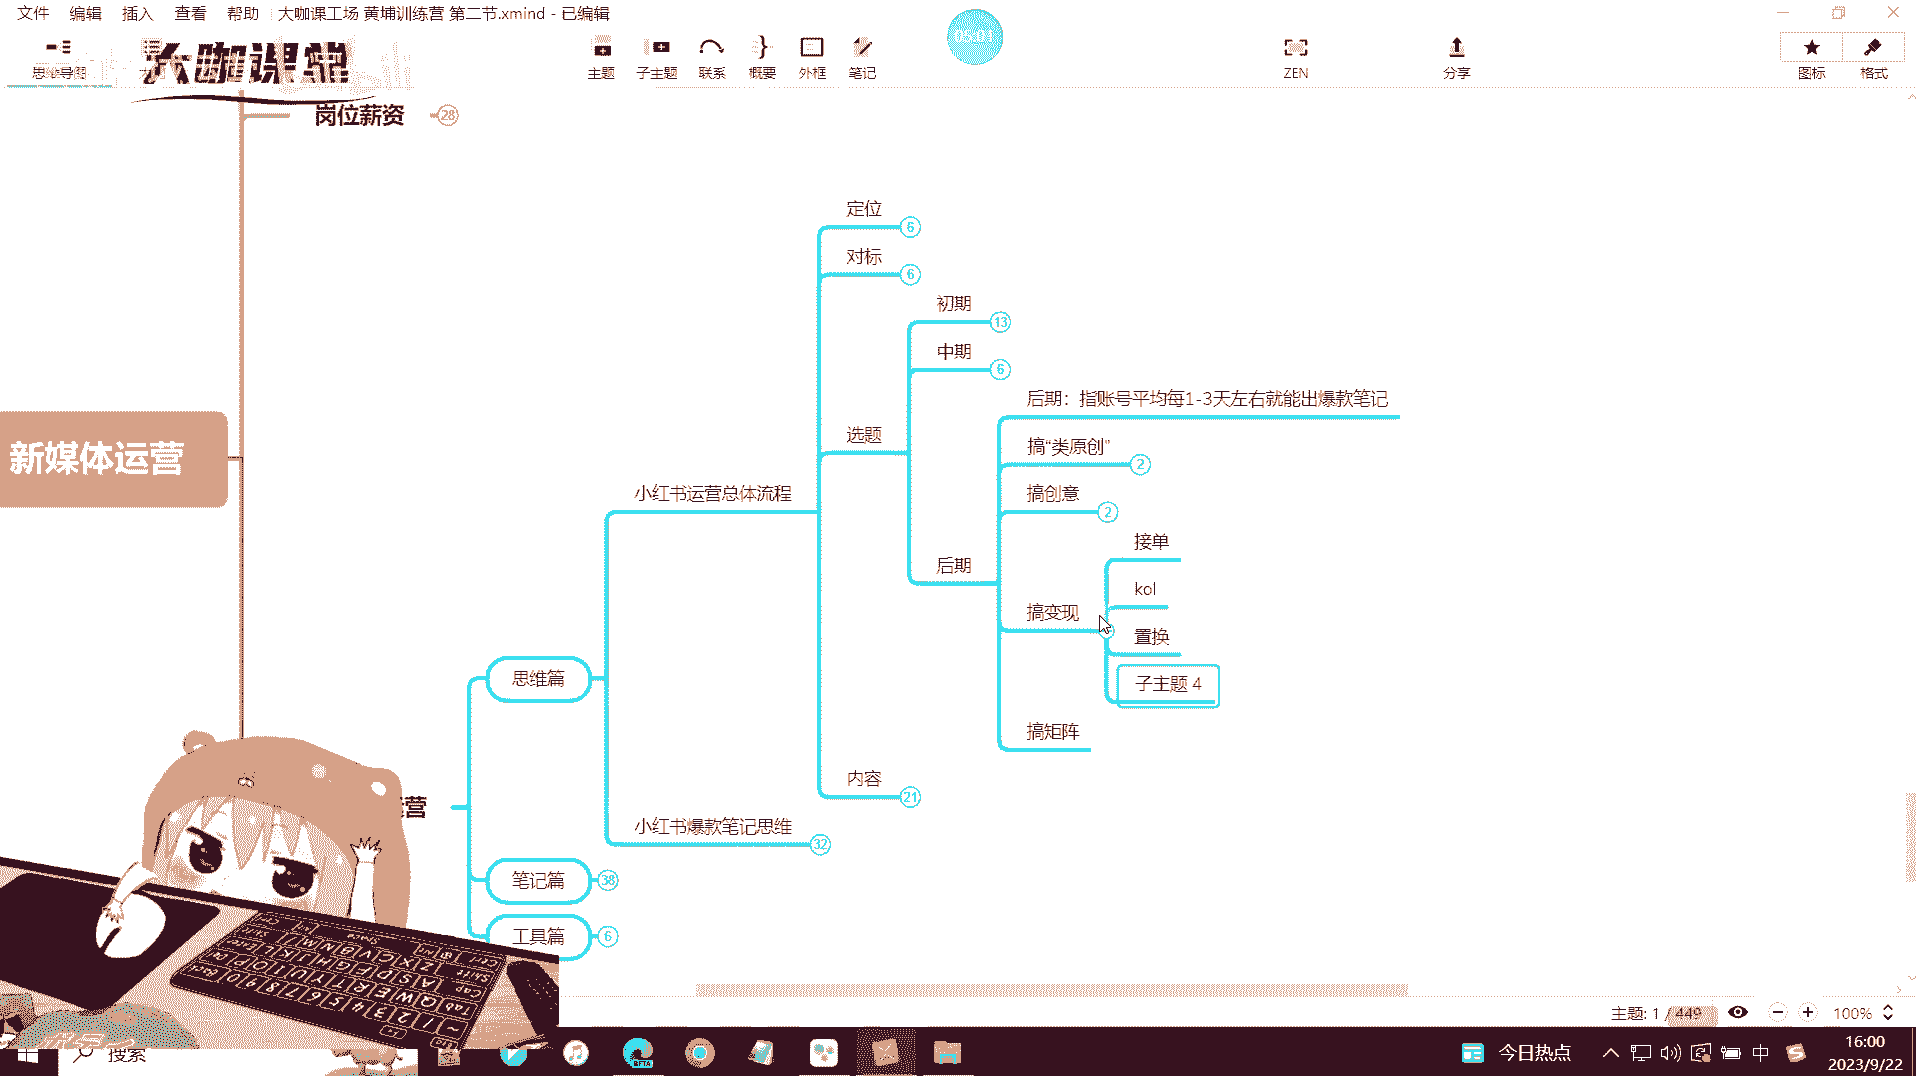 文件 编辑 插入 查看 帮助 大咖课工场 黄埔训练营 第二节.xmind - 已编辑
思维导图
大咖课堂
主题 子主题 联系 概要 外框 笔记
ZEN 分享 图标 格式
岗位薪资 28
定位 6
对标 6
初期 13
中期 6
后期：指账号平均每1-3天左右就能出爆款笔记
选题
搞“类原创” 2
新媒体运营
小红书运营总体流程
搞创意 2
接单
后期
kol
搞变现
置换
思维篇
子主题 4
搞矩阵
内容 21
运营
小红书爆款笔记思维 32
笔记篇 38
工具篇 6
主题: 1 / 449 100%
搜索
BETA
今日热点
中
16:00
2023/9/22